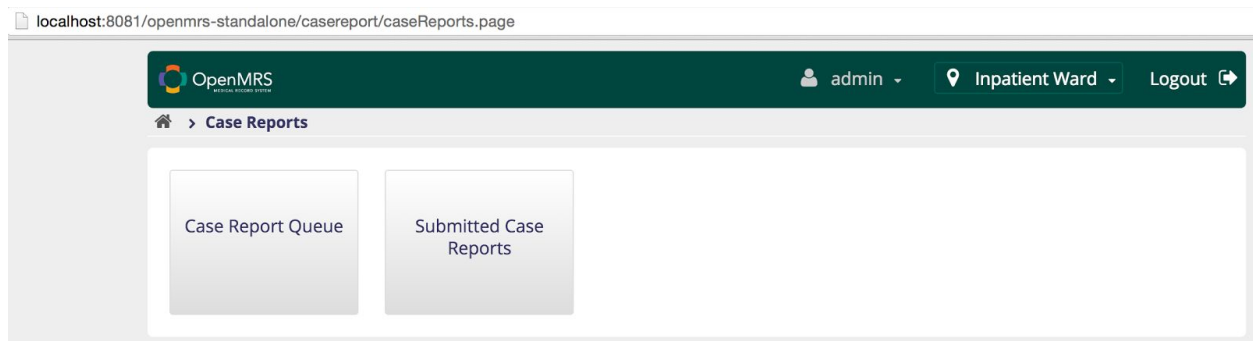 localhost:8081/openmrs-standalone/casereport/caseReports.page
OpenMRS
MEDICAL RECORD SYSTEM
admin
Inpatient Ward
Logout
> Case Reports
Case Report Queue
Submitted Case
Reports